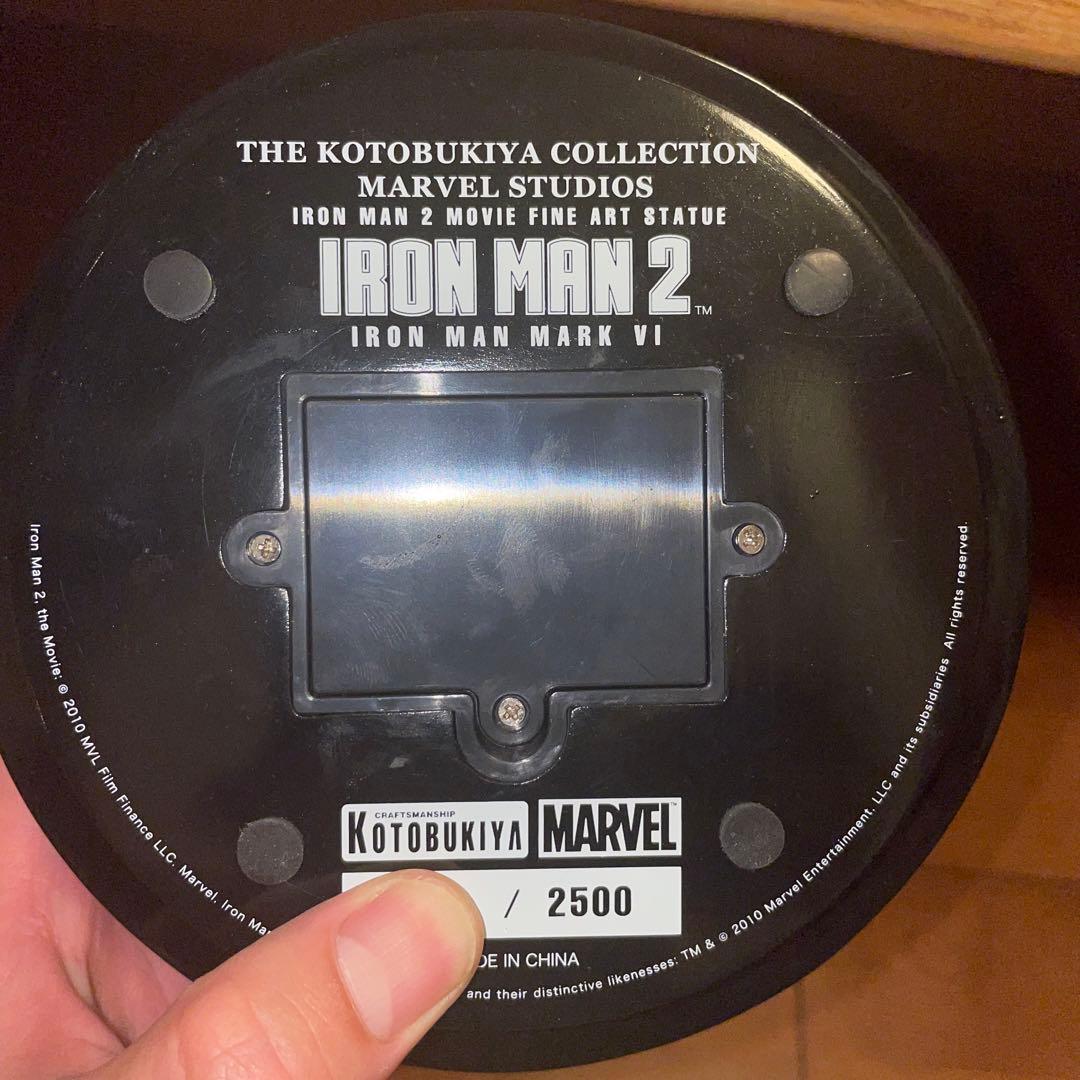 THE KOTOBUKIYA COLLECTION
MARVEL STUDIOS
IRON MAN 2 MOVIE FINE ART STATUE
IRON MAN 2™
IRON MAN MARK VI
CRAFTSMANSHIP
KOTOBUKIYA
MARVEL™
/ 2500
IN CHINA
Iron Man 2, the Movie: © 2010 MVL Film Finance LLC. Marvel, Iron
and their distinctive likenesses: TM & © 2010 Marvel Entertainment, LLC and its subsidiaries All rights reserved.